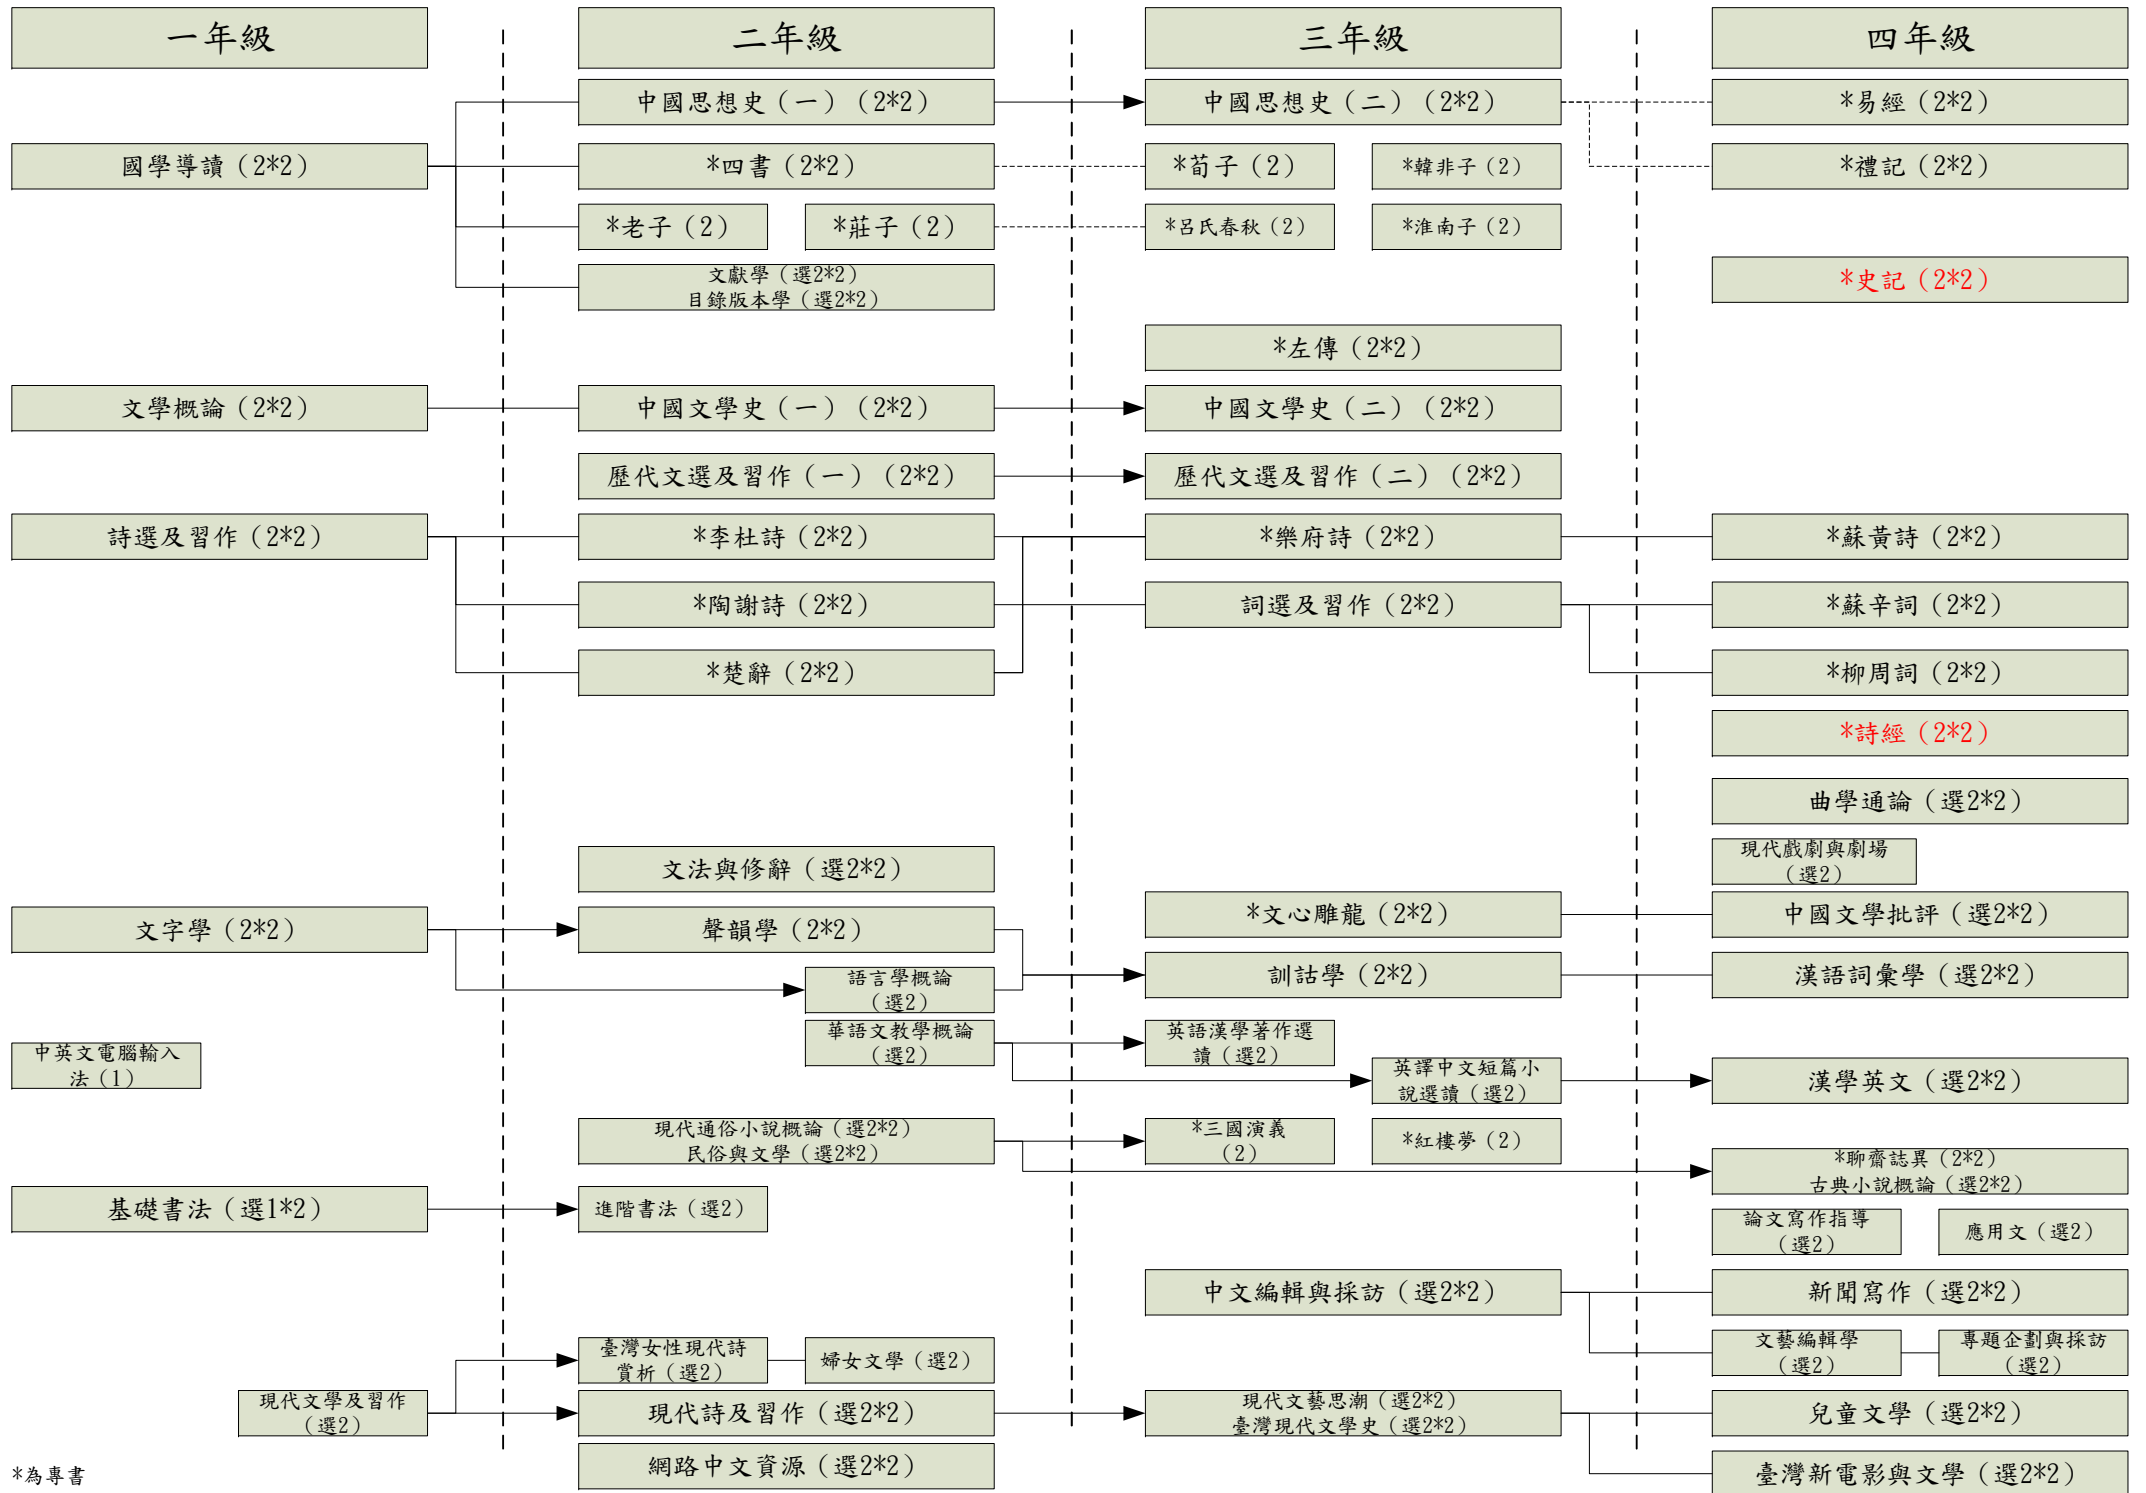 一年級
二年級
三年級
四年級
中國思想史（一）（2*2）
中國思想史（二）（2*2）
*易經（2*2）
國學導讀（2*2）
*四書（2*2）
*荀子（2）
*韓非子（2）
*禮記（2*2）
*老子（2）
*莊子（2）
*呂氏春秋（2）
*淮南子（2）
文獻學（選2*2）
目錄版本學（選2*2）
*史記（2*2）
*左傳（2*2）
文學概論（2*2）
中國文學史（一）（2*2）
中國文學史（二）（2*2）
歷代文選及習作（一）（2*2）
歷代文選及習作（二）（2*2）
詩選及習作（2*2）
*李杜詩（2*2）
*樂府詩（2*2）
*蘇黃詩（2*2）
*陶謝詩（2*2）
詞選及習作（2*2）
*蘇辛詞（2*2）
*楚辭（2*2）
*柳周詞（2*2）
*詩經（2*2）
曲學通論（選2*2）
現代戲劇與劇場
（選2）
文法與修辭（選2*2）
文字學（2*2）
聲韻學（2*2）
*文心雕龍（2*2）
中國文學批評（選2*2）
語言學概論
（選2）
訓詁學（2*2）
漢語詞彙學（選2*2）
華語文教學概論
（選2）
英語漢學著作選
讀（選2）
中英文電腦輸入
法（1）
英譯中文短篇小
說選讀（選2）
漢學英文（選2*2）
現代通俗小說概論（選2*2）
民俗與文學（選2*2）
*三國演義
（2）
*紅樓夢（2）
*聊齋誌異（2*2）
古典小說概論（選2*2）
基礎書法（選1*2）
進階書法（選2）
論文寫作指導
（選2）
應用文（選2）
中文編輯與採訪（選2*2）
新聞寫作（選2*2）
臺灣女性現代詩
賞析（選2）
婦女文學（選2）
文藝編輯學
（選2）
專題企劃與採訪
（選2）
現代文學及習作
（選2）
現代詩及習作（選2*2）
現代文藝思潮（選2*2）
臺灣現代文學史（選2*2）
兒童文學（選2*2）
網路中文資源（選2*2）
臺灣新電影與文學（選2*2）
*為專書